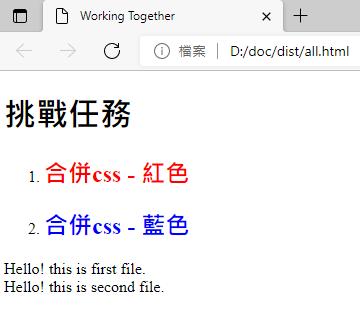 Working Together
檔案 | D:/doc/dist/all.html
挑戰任務
1. 合併css - 紅色
2. 合併css - 藍色
Hello! this is first file.
Hello! this is second file.